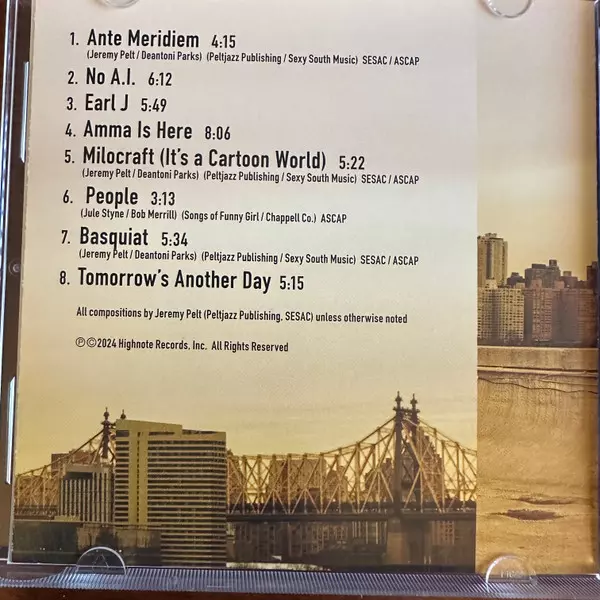 1. Ante Meridiem 4:15
(Jeremy Pelt / Deantoni Parks) (Peltjazz Publishing / Sexy South Music) SESAC / ASCAP
2. No A.I. 6:12
3. Earl J 5:49
4. Amma Is Here 8:06
5. Milocraft (It's a Cartoon World) 5:22
(Jeremy Pelt / Deantoni Parks) (Peltjazz Publishing / Sexy South Music) SESAC / ASCAP
6. People 3:13
(Jule Styne / Bob Merrill) (Songs of Funny Girl / Chappell Co.) ASCAP
7. Basquiat 5:34
(Jeremy Pelt / Deantoni Parks) (Peltjazz Publishing / Sexy South Music) SESAC / ASCAP
8. Tomorrow's Another Day 5:15
All compositions by Jeremy Pelt (Peltjazz Publishing, SESAC) unless otherwise noted
℗©2024 Highnote Records, Inc. All Rights Reserved